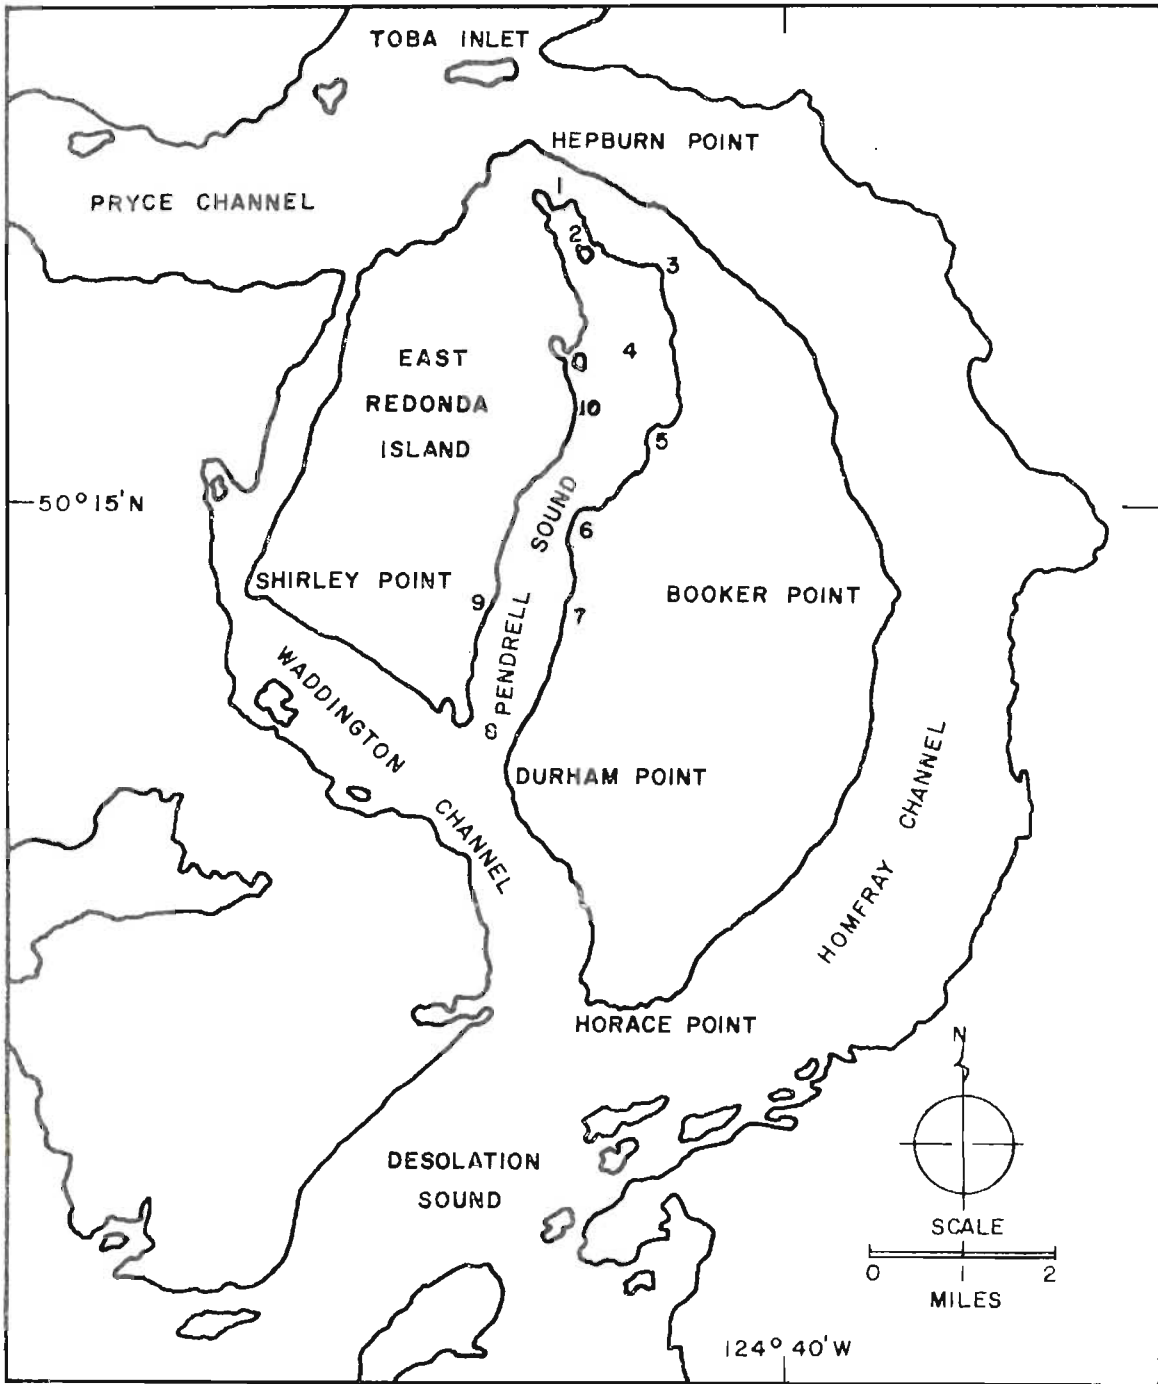 TOBA INLET
HEPBURN POINT
PRYCE CHANNEL
1
2
3
EAST
REDONDA
ISLAND
4
10
5
50°15'N
PENDRELL SOUND
6
SHIRLEY POINT
9
7
BOOKER POINT
WADDINGTON CHANNEL
8
DURHAM POINT
HOMFRAY CHANNEL
HORACE POINT
N
DESOLATION
SOUND
SCALE
0 1 2
MILES
124°40'W